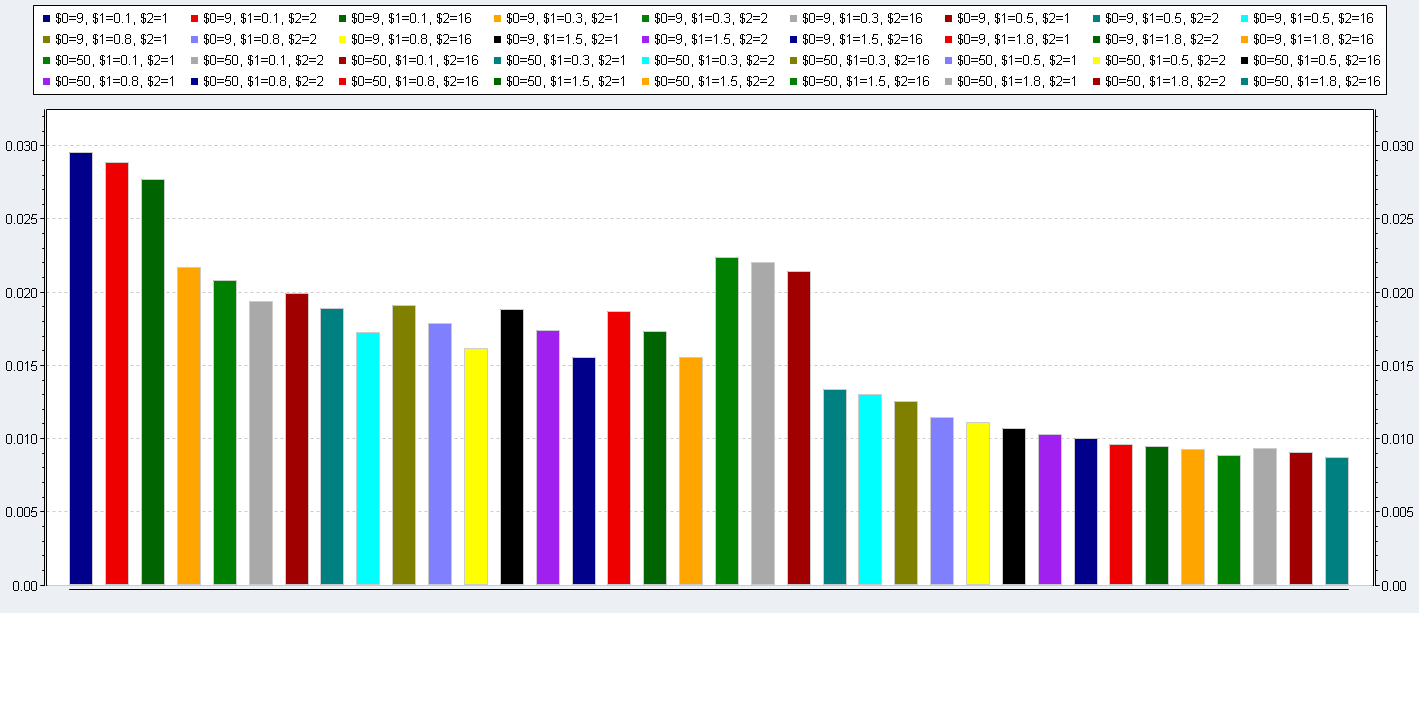 $0=9, $1=0.1, $2=1 $0=9, $1=0.1, $2=2 $0=9, $1=0.1, $2=16 $0=9, $1=0.3, $2=1 $0=9, $1=0.3, $2=2 $0=9, $1=0.3, $2=16 $0=9, $1=0.5, $2=1 $0=9, $1=0.5, $2=2 $0=9, $1=0.5, $2=16
$0=9, $1=0.8, $2=1 $0=9, $1=0.8, $2=2 $0=9, $1=0.8, $2=16 $0=9, $1=1.5, $2=1 $0=9, $1=1.5, $2=2 $0=9, $1=1.5, $2=16 $0=9, $1=1.8, $2=1 $0=9, $1=1.8, $2=2 $0=9, $1=1.8, $2=16
$0=50, $1=0.1, $2=1 $0=50, $1=0.1, $2=2 $0=50, $1=0.1, $2=16 $0=50, $1=0.3, $2=1 $0=50, $1=0.3, $2=2 $0=50, $1=0.3, $2=16 $0=50, $1=0.5, $2=1 $0=50, $1=0.5, $2=2 $0=50, $1=0.5, $2=16
$0=50, $1=0.8, $2=1 $0=50, $1=0.8, $2=2 $0=50, $1=0.8, $2=16 $0=50, $1=1.5, $2=1 $0=50, $1=1.5, $2=2 $0=50, $1=1.5, $2=16 $0=50, $1=1.8, $2=1 $0=50, $1=1.8, $2=2 $0=50, $1=1.8, $2=16
0.030 0.030
0.025 0.025
0.020 0.020
0.015 0.015
0.010 0.010
0.005 0.005
0.00 0.00